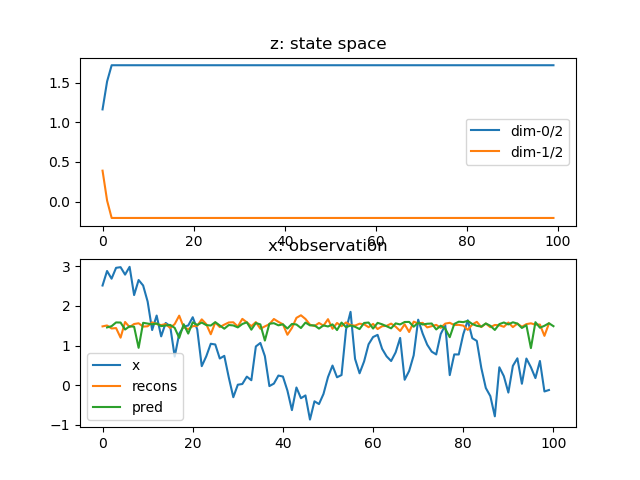 z: state space
1.5
1.0
0.5
0.0
dim-0/2
dim-1/2
0 20 40 60 80 100
x: observation
3
2
1
0
−1
x
recons
pred
0 20 40 60 80 100